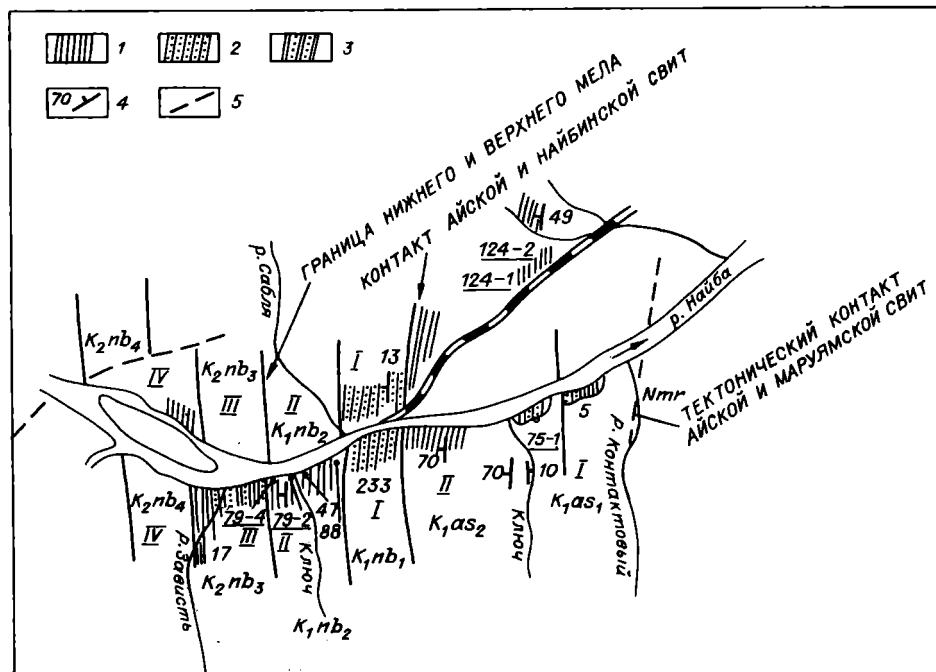 1
2
3
70
4
5
ГРАНИЦА НИЖНЕГО И ВЕРХНЕГО МЕЛА
КОНТАКТ АЙСКОЙ И НАЙБИНСКОЙ СВИТ
49
124-2
124-1
р. Сабля
р. Найба
ТЕКТОНИЧЕСКИЙ КОНТАКТ
АЙСКОЙ И МАРУЯМСКОЙ СВИТ
K₂nb₄
IV
K₂nb₃
III
II
K₁nb₂
I
13
Nmr
5
75-1
70
II
70
10
I
K₁as₁
K₁as₂
р. Контактовый
Ключ
233
I
K₁nb₁
47
88
79-2
II
79-4
III
Ключ
K₂nb₄
IV
17
K₂nb₃
р. Зависть
K₁nb₂